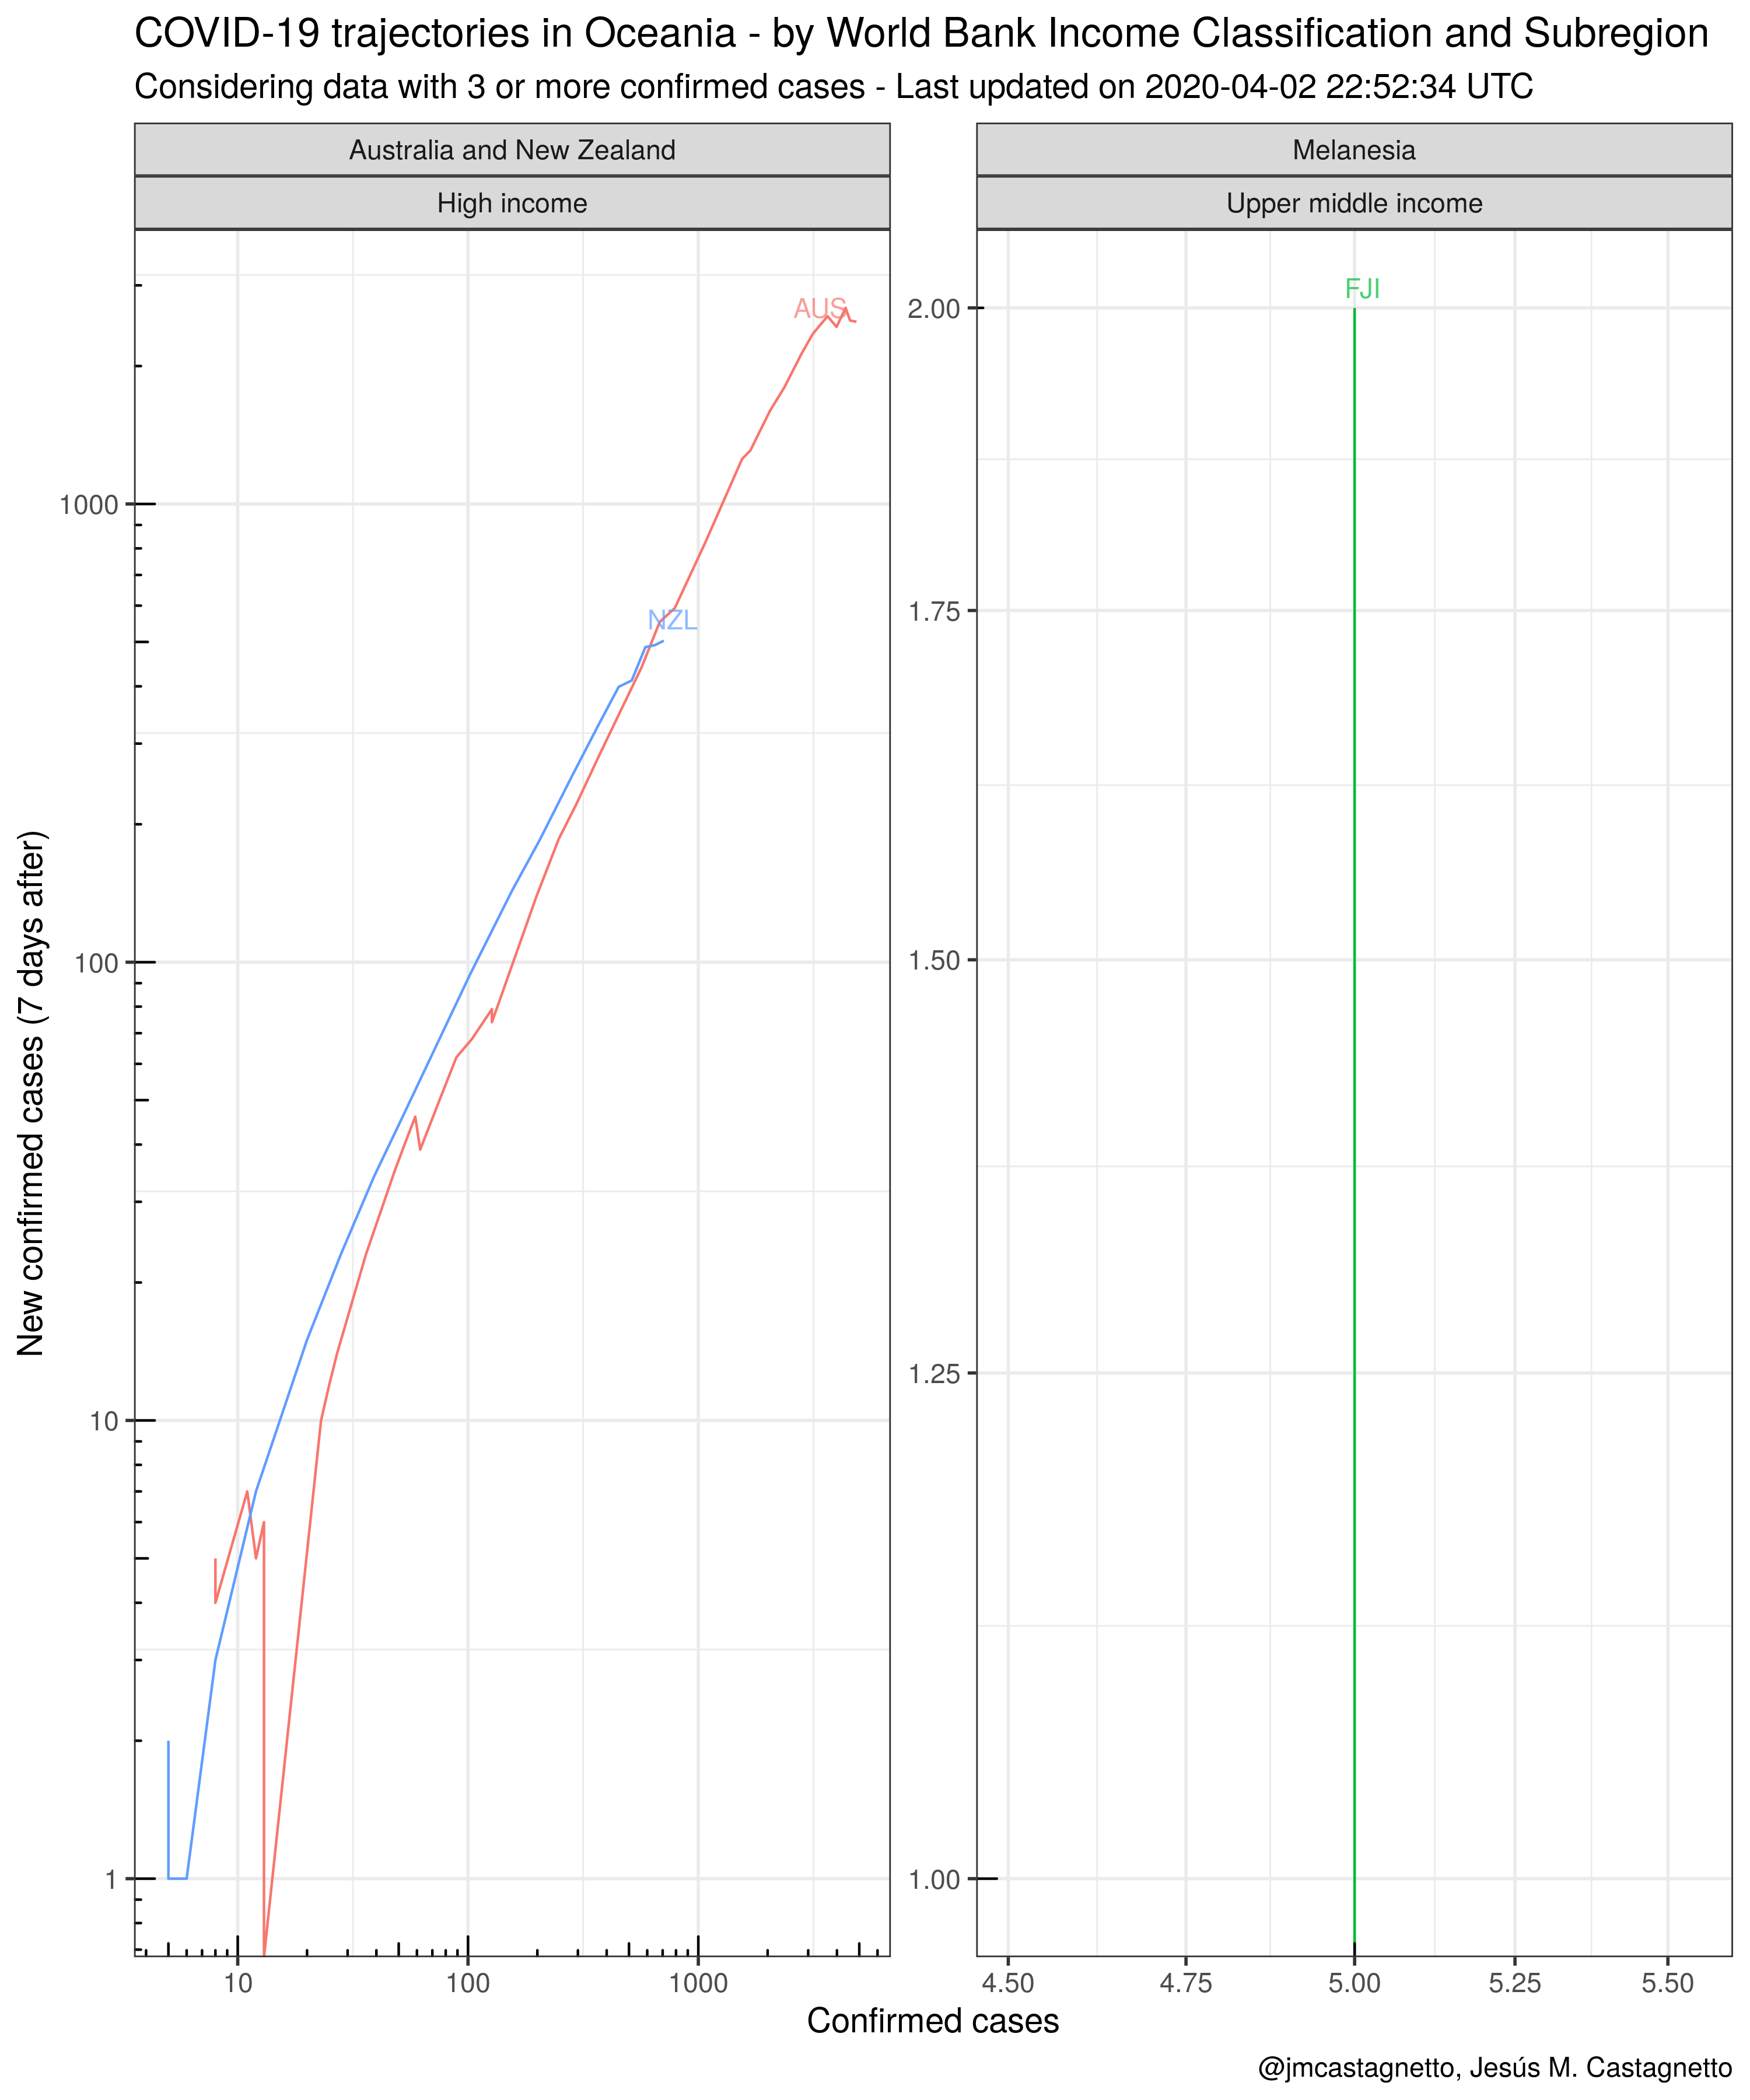 COVID-19 trajectories in Oceania - by World Bank Income Classification and Subregion
Considering data with 3 or more confirmed cases - Last updated on 2020-04-02 22:52:34 UTC
Australia and New Zealand
High income
Melanesia
Upper middle income
New confirmed cases (7 days after)
1000
100
10
1
AUS
NZL
10
100
1000
2.00
1.75
1.50
1.25
1.00
FJI
4.50
4.75
5.00
5.25
5.50
Confirmed cases
@jmcastagnetto, Jesús M. Castagnetto